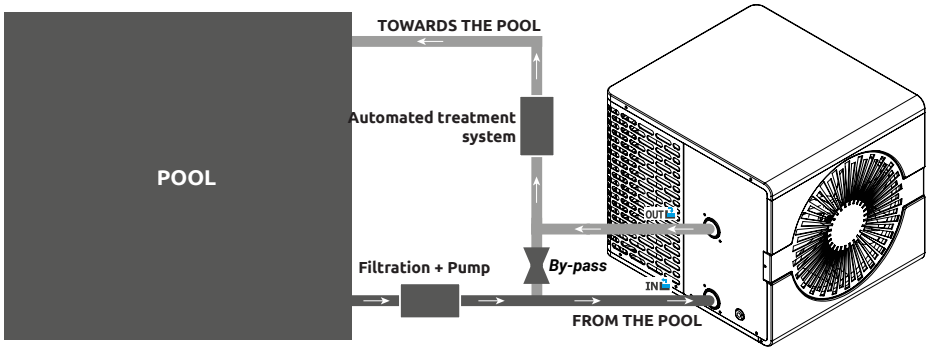 TOWARDS THE POOL
Automated treatment
system
POOL
OUT
By-pass
Filtration + Pump
IN
FROM THE POOL